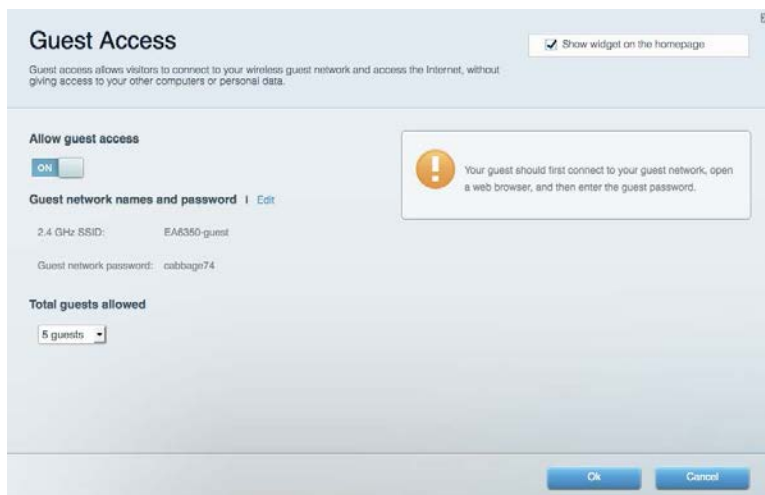 Guest Access
Show widget on the homepage
Guest access allows visitors to connect to your wireless guest network and access the Internet, without
giving access to your other computers or personal data.
Allow guest access
ON
Your guest should first connect to your guest network, open
a web browser, and then enter the guest password.
Guest network names and password | Edit
2.4 GHz SSID: EA6350-guest
Guest network password: cabbage74
Total guests allowed
5 guests
Ok Cancel